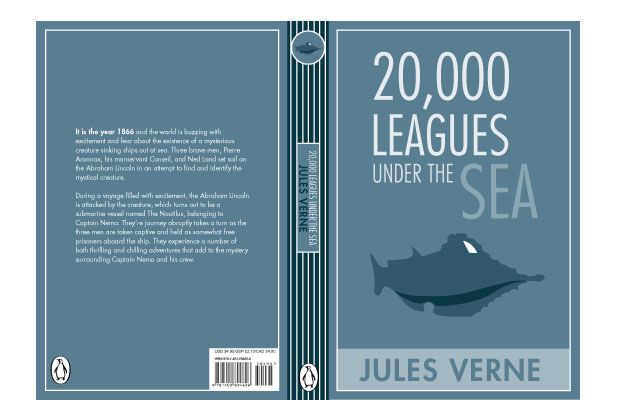 It is the year 1866 and the world is buzzing with
excitement and fear about the existence of a mysterious
creature sinking ships out at sea. Three brave men, Pierre
Aronnax, his manservant Conseil, and Ned Land set sail on
the Abraham Lincoln in an attempt to find and identify the
mystical creature.
During a voyage filled with excitement, the Abraham Lincoln
is attacked by the creature, which turns out to be a
submarine vessel named The Nautilus, belonging to
Captain Nemo. They're journey abruptly takes a turn as the
three men are taken captive and held as somewhat free
prisoners aboard the ship. They experience a number of
both thrilling and chilling adventures that add to the mystery
surrounding Captain Nemo and his crew.
20,000 LEAGUES UNDER THE SEA
JULES VERNE
20,000
LEAGUES
UNDER THE SEA
JULES VERNE